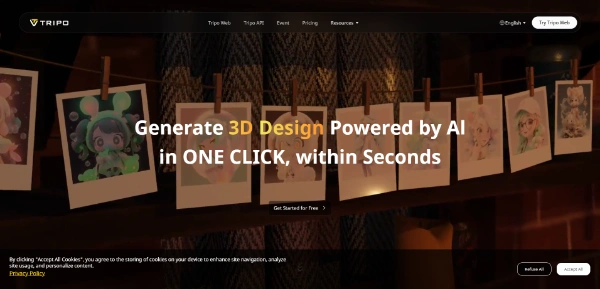 TRIPO
Tripo Web
Tripo API
Event
Pricing
Resources
English
Try Tripo Web
Generate 3D Design Powered by AI
in ONE CLICK, within Seconds
Get Started for Free
By clicking "Accept All Cookies", you agree to the storing of cookies on your device to enhance site navigation, analyze
site usage, and personalize content.
Privacy Policy
Refuse All
Accept All